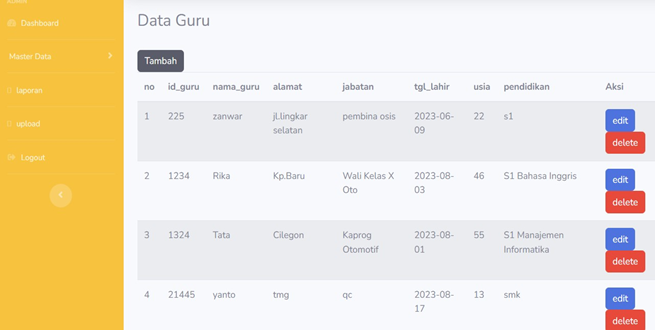 Data Guru
Dashboard
Master Data
laporan
upload
Logout
Tambah
no id_guru nama_guru alamat jabatan tgl_lahir usia pendidikan Aksi
1 225 zanwar jl.lingkar pembina osis 2023-06- 22 s1 edit
selatan 09 delete
2 1234 Rika Kp.Baru Wali Kelas X 2023-08- 46 S1 Bahasa Inggris edit
Oto 03 delete
3 1324 Tata Cilegon Kaprog 2023-08- 55 S1 Manajemen edit
Otomotif 01 Informatika delete
4 21445 yanto tmg qc 2023-08- 13 smk edit
17 delete